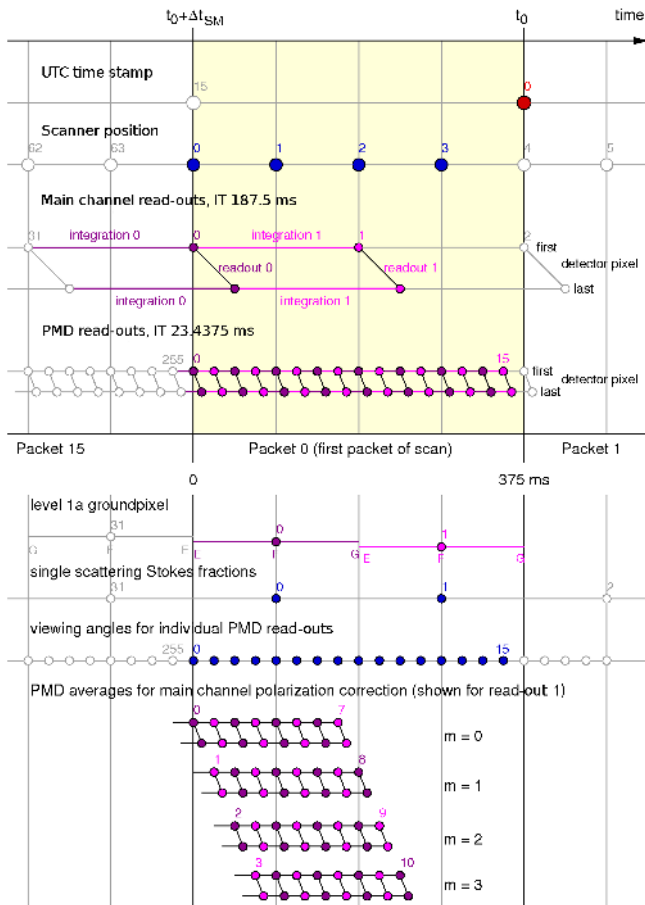 t0+ΔtSM t0 time
UTC time stamp
15 0
Scanner position
62 63 0 1 2 3 4 5
Main channel read-outs, IT 187.5 ms
31 integration 0 0 integration 1 1 2 first
readout 0 readout 1 detector pixel
integration 0 integration 1 last
PMD read-outs, IT 23.4375 ms
255 0 15 first
detector pixel
last
Packet 15 Packet 0 (first packet of scan) Packet 1
0 375 ms
level 1a groundpixel
31 0 1
G F F E G E F G
single scattering Stokes fractions
31 0 1 2
viewing angles for individual PMD read-outs
255 0 15
PMD averages for main channel polarization correction (shown for read-out 1)
0 7
m = 0
1 8
m = 1
2 9
m = 2
3 10
m = 3